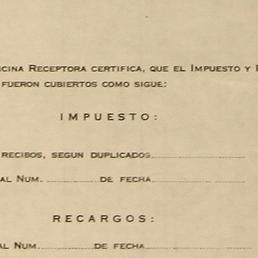 CINA RECEPTORA CERTIFICA, QUE EL IMPUESTO Y
FUERON CUBIERTOS COMO SIGUE:
IMPUESTO:
RECIBOS, SEGUN DUPLICADOS
AL NUM. DE FECHA
RECARGOS:
AL NUM. DE FECHA